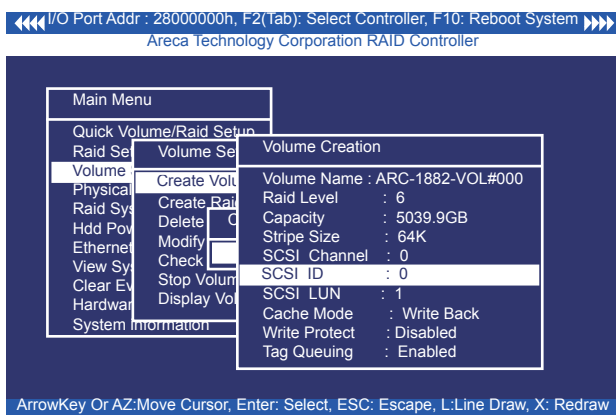 I/O Port Addr : 28000000h, F2(Tab): Select Controller, F10: Reboot System
Areca Technology Corporation RAID Controller
Main Menu
Quick Volume/Raid Setup
Raid Set
Volume
Physical
Raid Sys
Hdd Pow
Ethernet
View Sys
Clear Ev
Hardwar
System Information
Volume Se
Create Volu
Create Raid
Delete
Modify
Check
Stop Volum
Display Vol
C
Volume Creation
Volume Name : ARC-1882-VOL#000
Raid Level : 6
Capacity : 5039.9GB
Stripe Size : 64K
SCSI Channel : 0
SCSI ID : 0
SCSI LUN : 1
Cache Mode : Write Back
Write Protect : Disabled
Tag Queuing : Enabled
ArrowKey Or AZ:Move Cursor, Enter: Select, ESC: Escape, L:Line Draw, X: Redraw